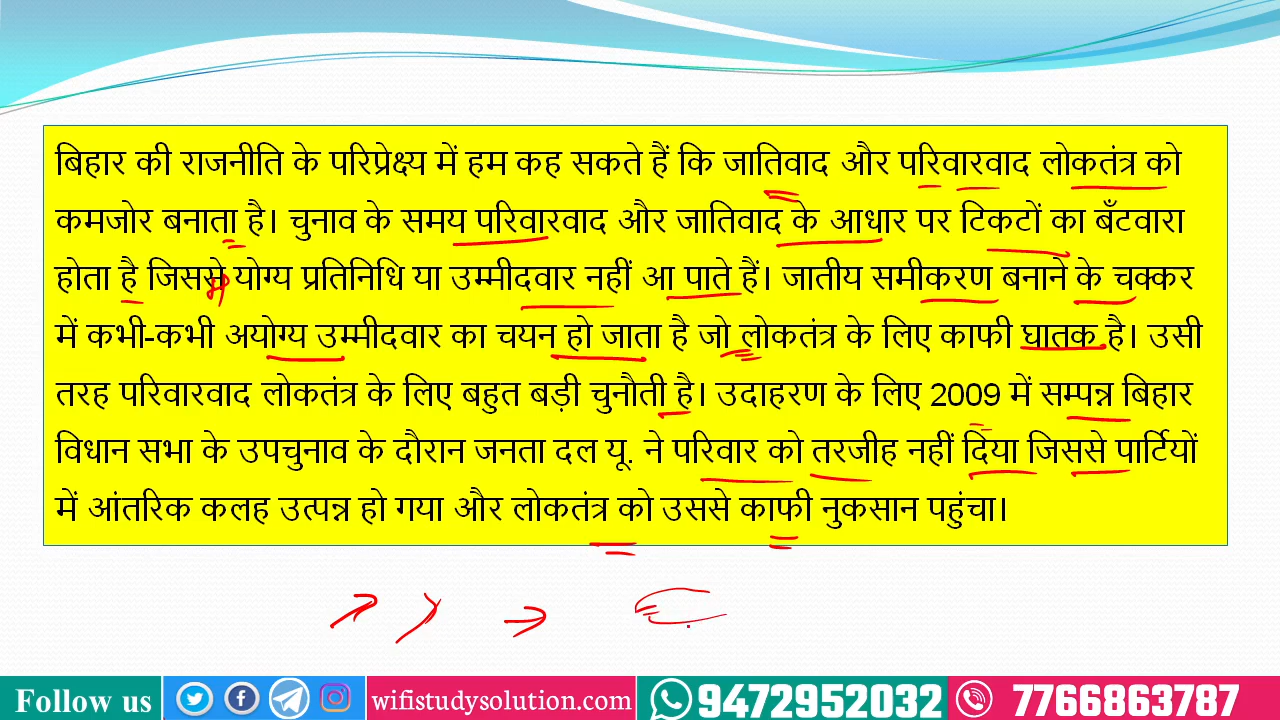 बिहार की राजनीति के परिप्रेक्ष्य में हम कह सकते हैं कि जातिवाद और परिवारवाद लोकतंत्र को
कमजोर बनाता है। चुनाव के समय परिवारवाद और जातिवाद के आधार पर टिकटों का बँटवारा
होता है जिससे योग्य प्रतिनिधि या उम्मीदवार नहीं आ पाते हैं। जातीय समीकरण बनाने के चक्कर
में कभी-कभी अयोग्य उम्मीदवार का चयन हो जाता है जो लोकतंत्र के लिए काफी घातक है। उसी
तरह परिवारवाद लोकतंत्र के लिए बहुत बड़ी चुनौती है। उदाहरण के लिए 2009 में सम्पन्न बिहार
विधान सभा के उपचुनाव के दौरान जनता दल यू. ने परिवार को तरजीह नहीं दिया जिससे पार्टियों
में आंतरिक कलह उत्पन्न हो गया और लोकतंत्र को उससे काफी नुकसान पहुंचा।
Follow us wifistudysolution.com 9472952032 7766863787